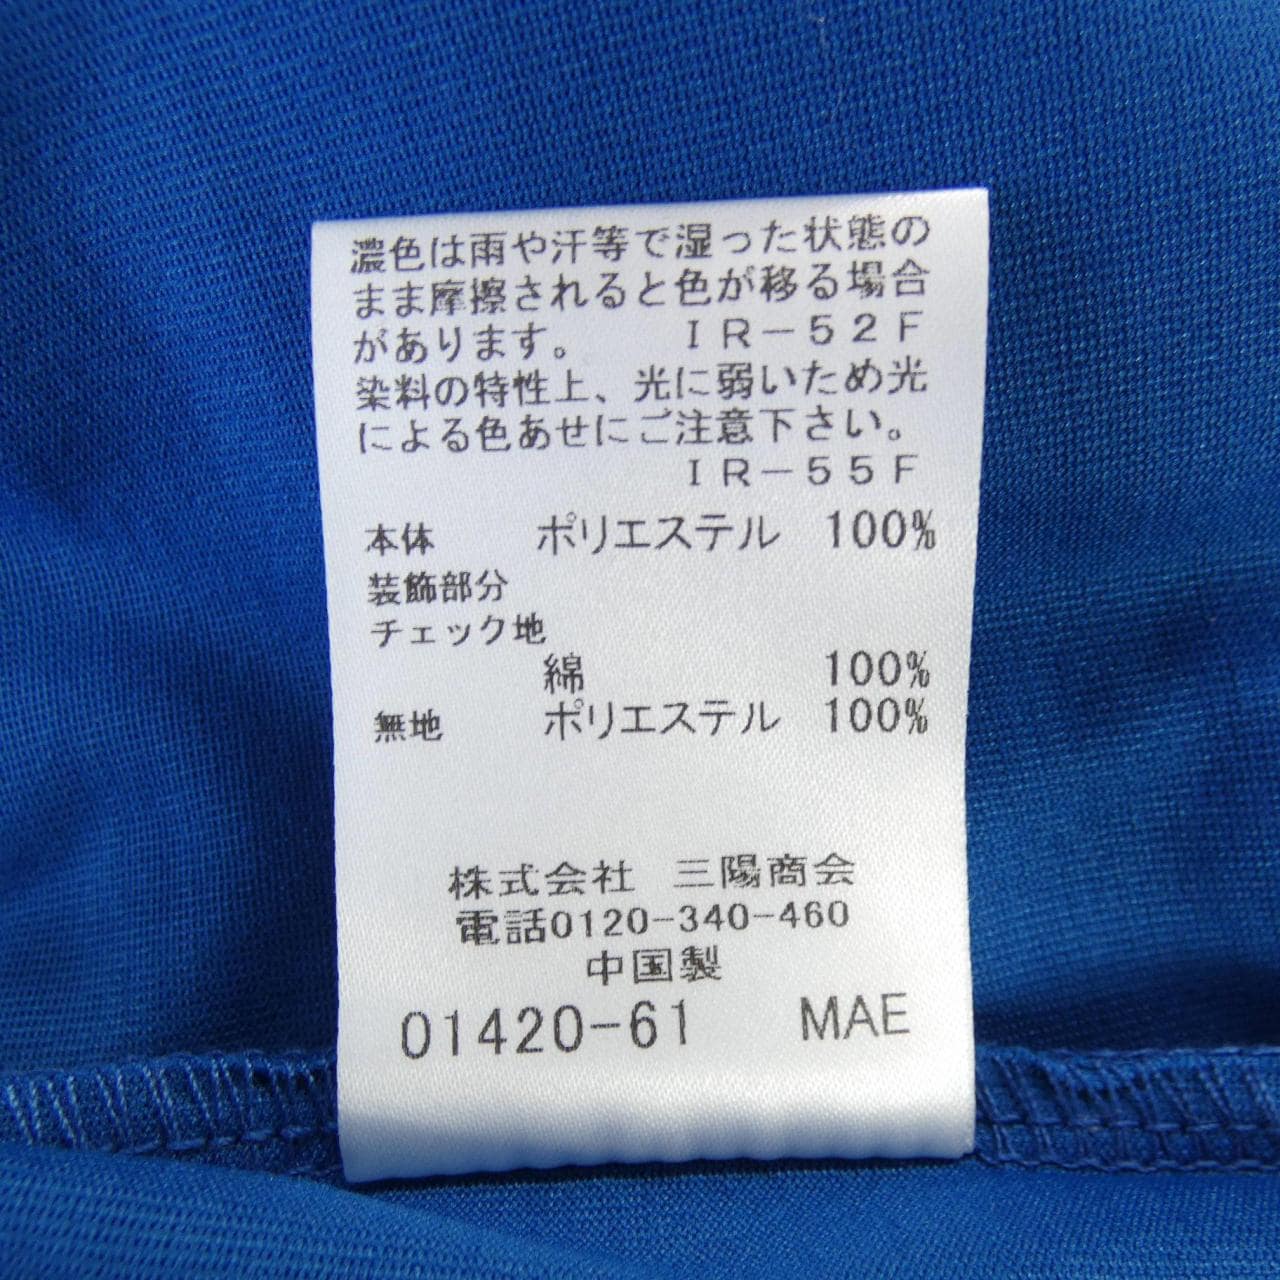 濃色は雨や汗等で湿った状態の
まま摩擦されると色が移る場合
があります。　ＩＲ－５２Ｆ
染料の特性上、光に弱いため光
による色あせにご注意下さい。
ＩＲ－５５Ｆ
本体　ポリエステル　100%
装飾部分
チェック地
綿　100%
無地　ポリエステル　100%
株式会社　三陽商会
電話0120-340-460
中国製
01420-61　MAE